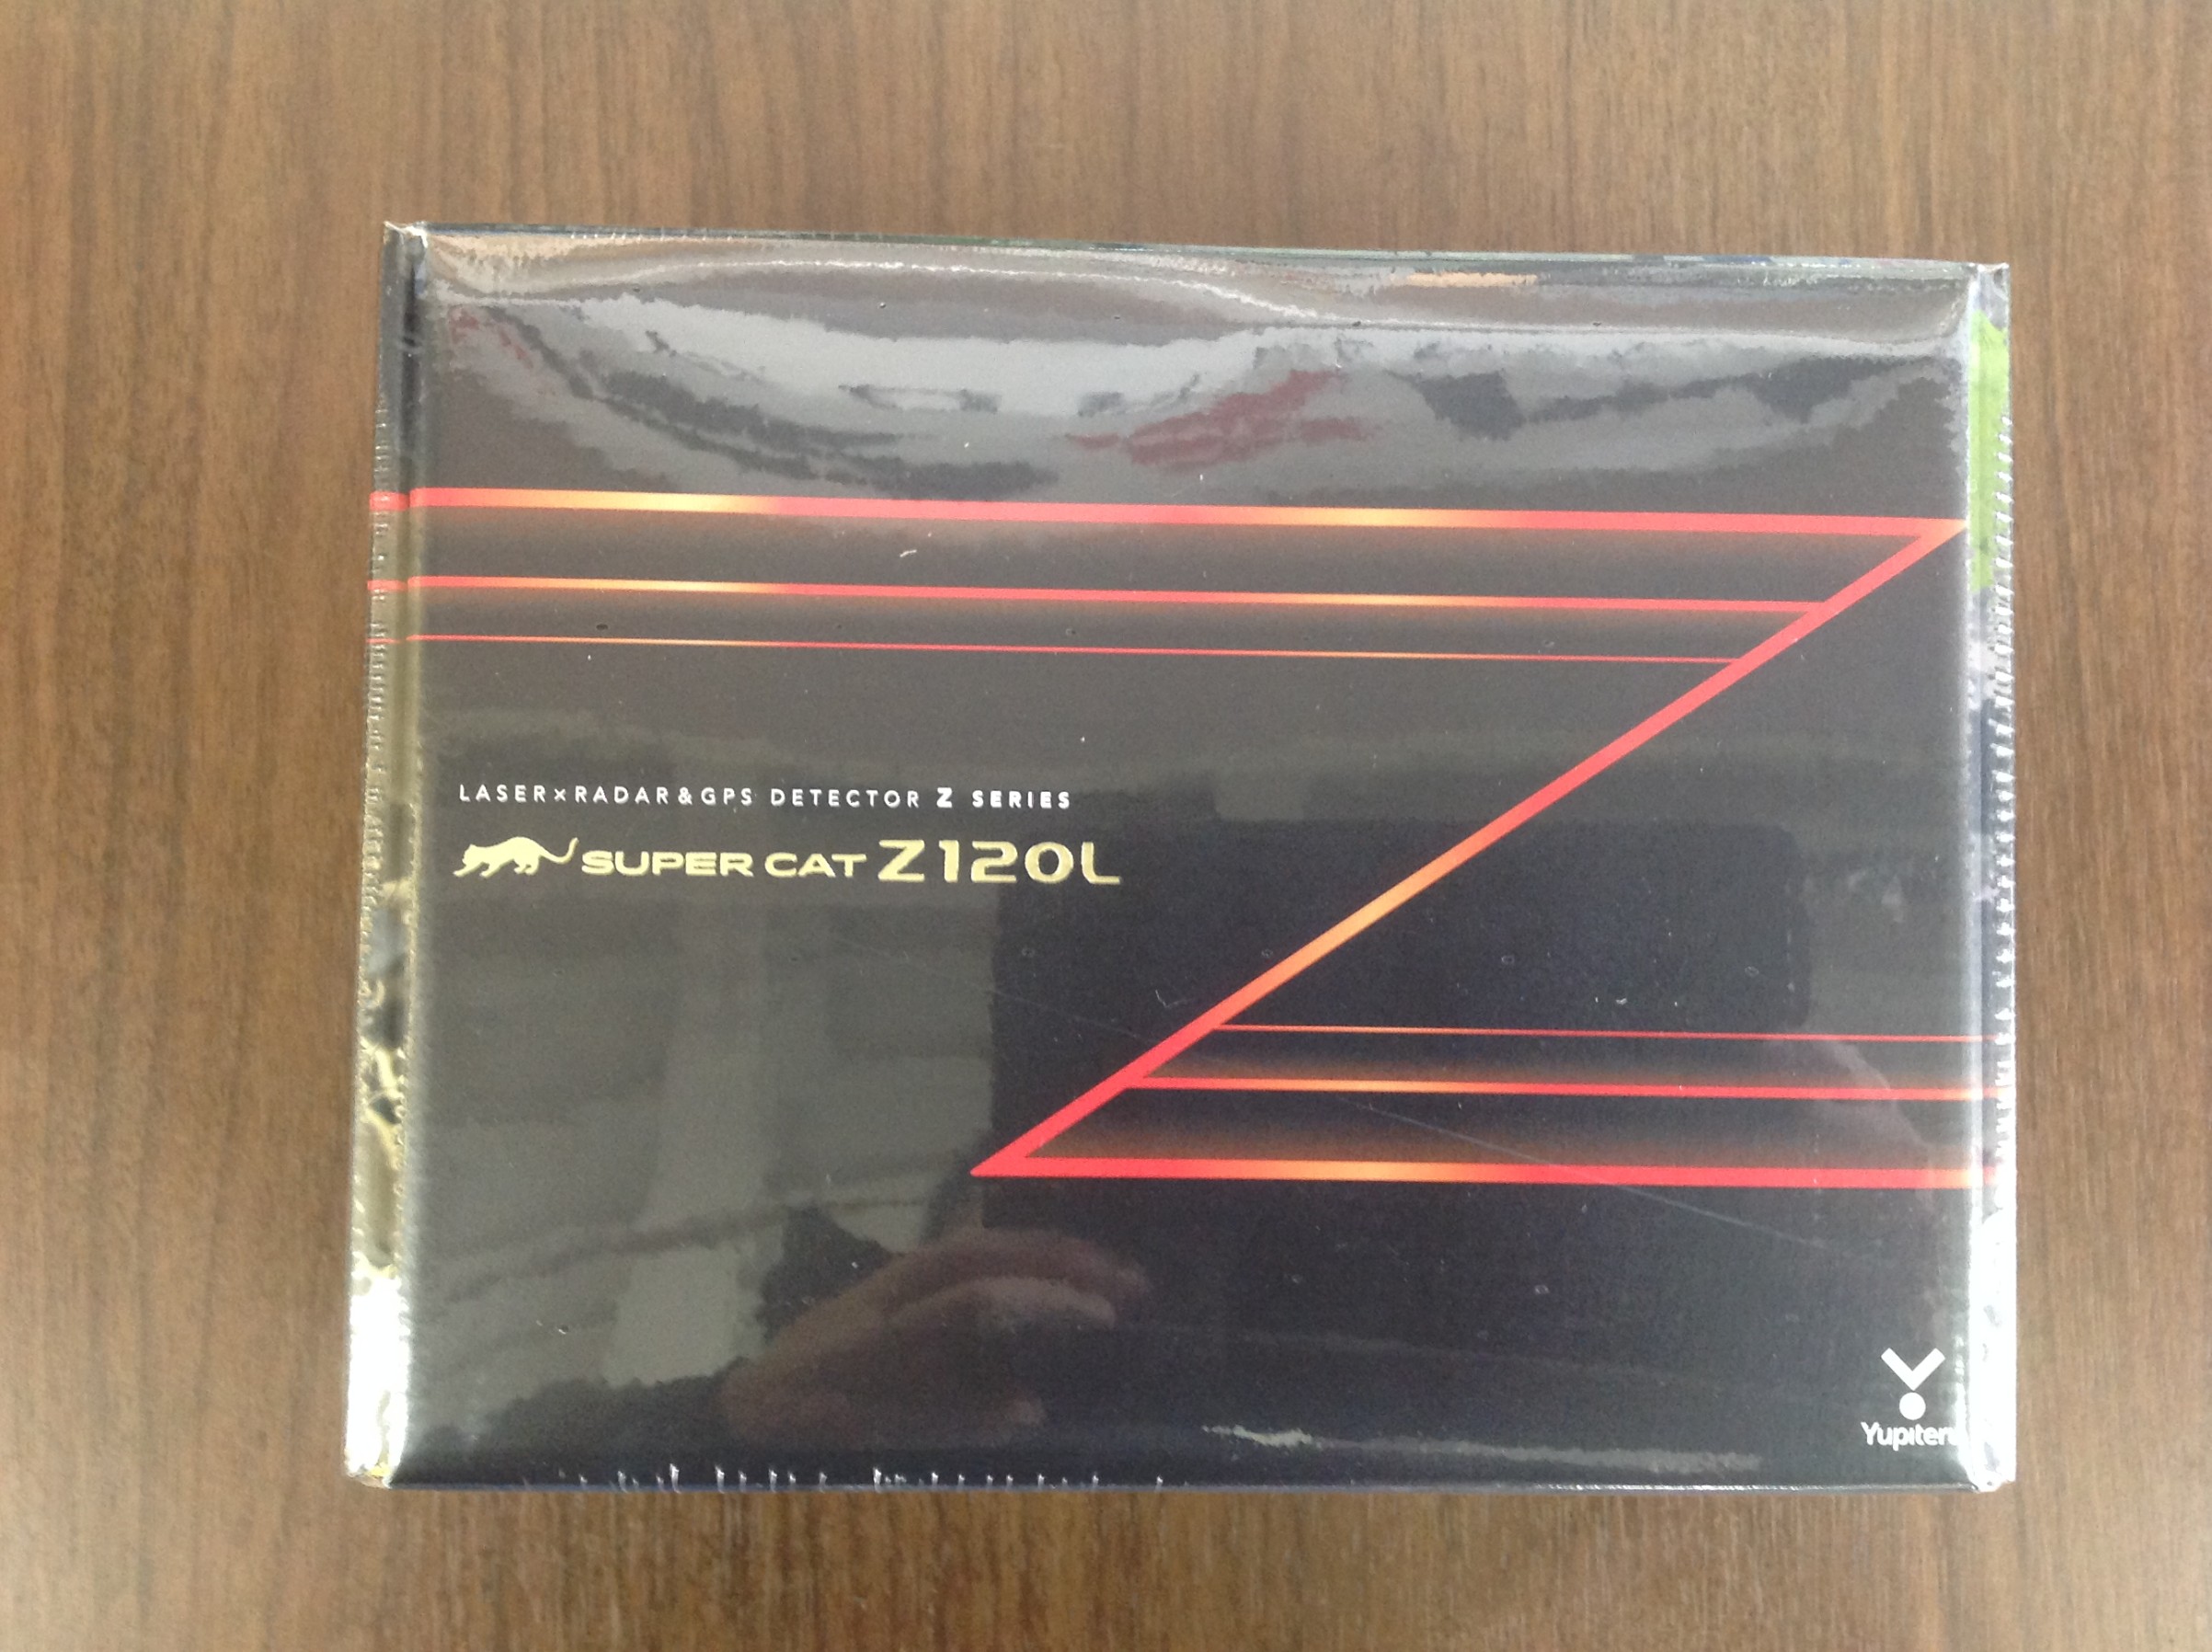 LASER×RADAR&GPS DETECTOR Z SERIES
SUPER CAT Z120L
Yupiteru